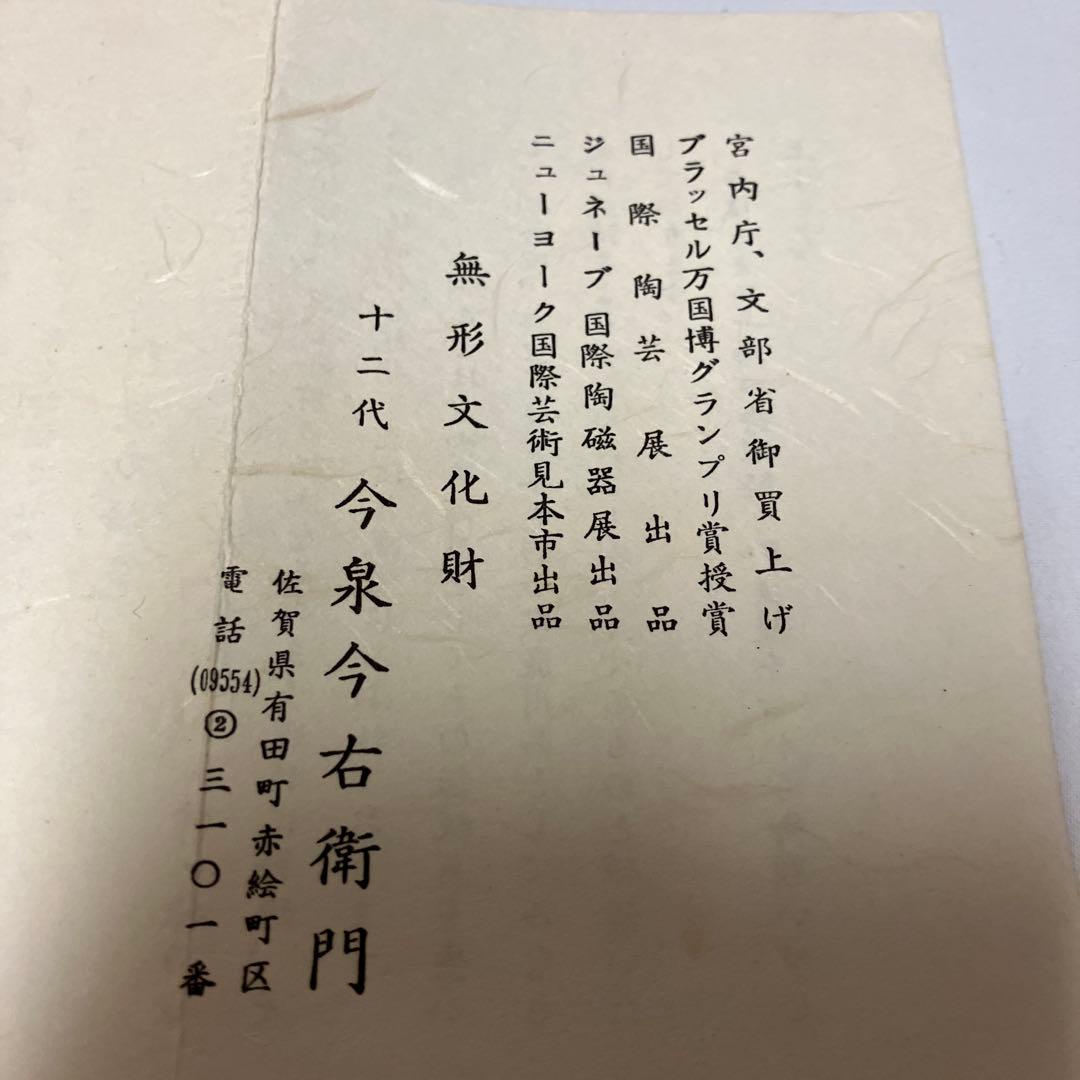 宮内庁、文部省御買上げ
ブラッセル万国博グランプリ賞授賞
国際陶芸展出品
ジュネーブ国際陶磁器展出品
ニューヨーク国際芸術見本市出品
無形文化財
十二代 今泉今右衛門
佐賀県有田町赤絵町区
電話(09554)②三一〇一番